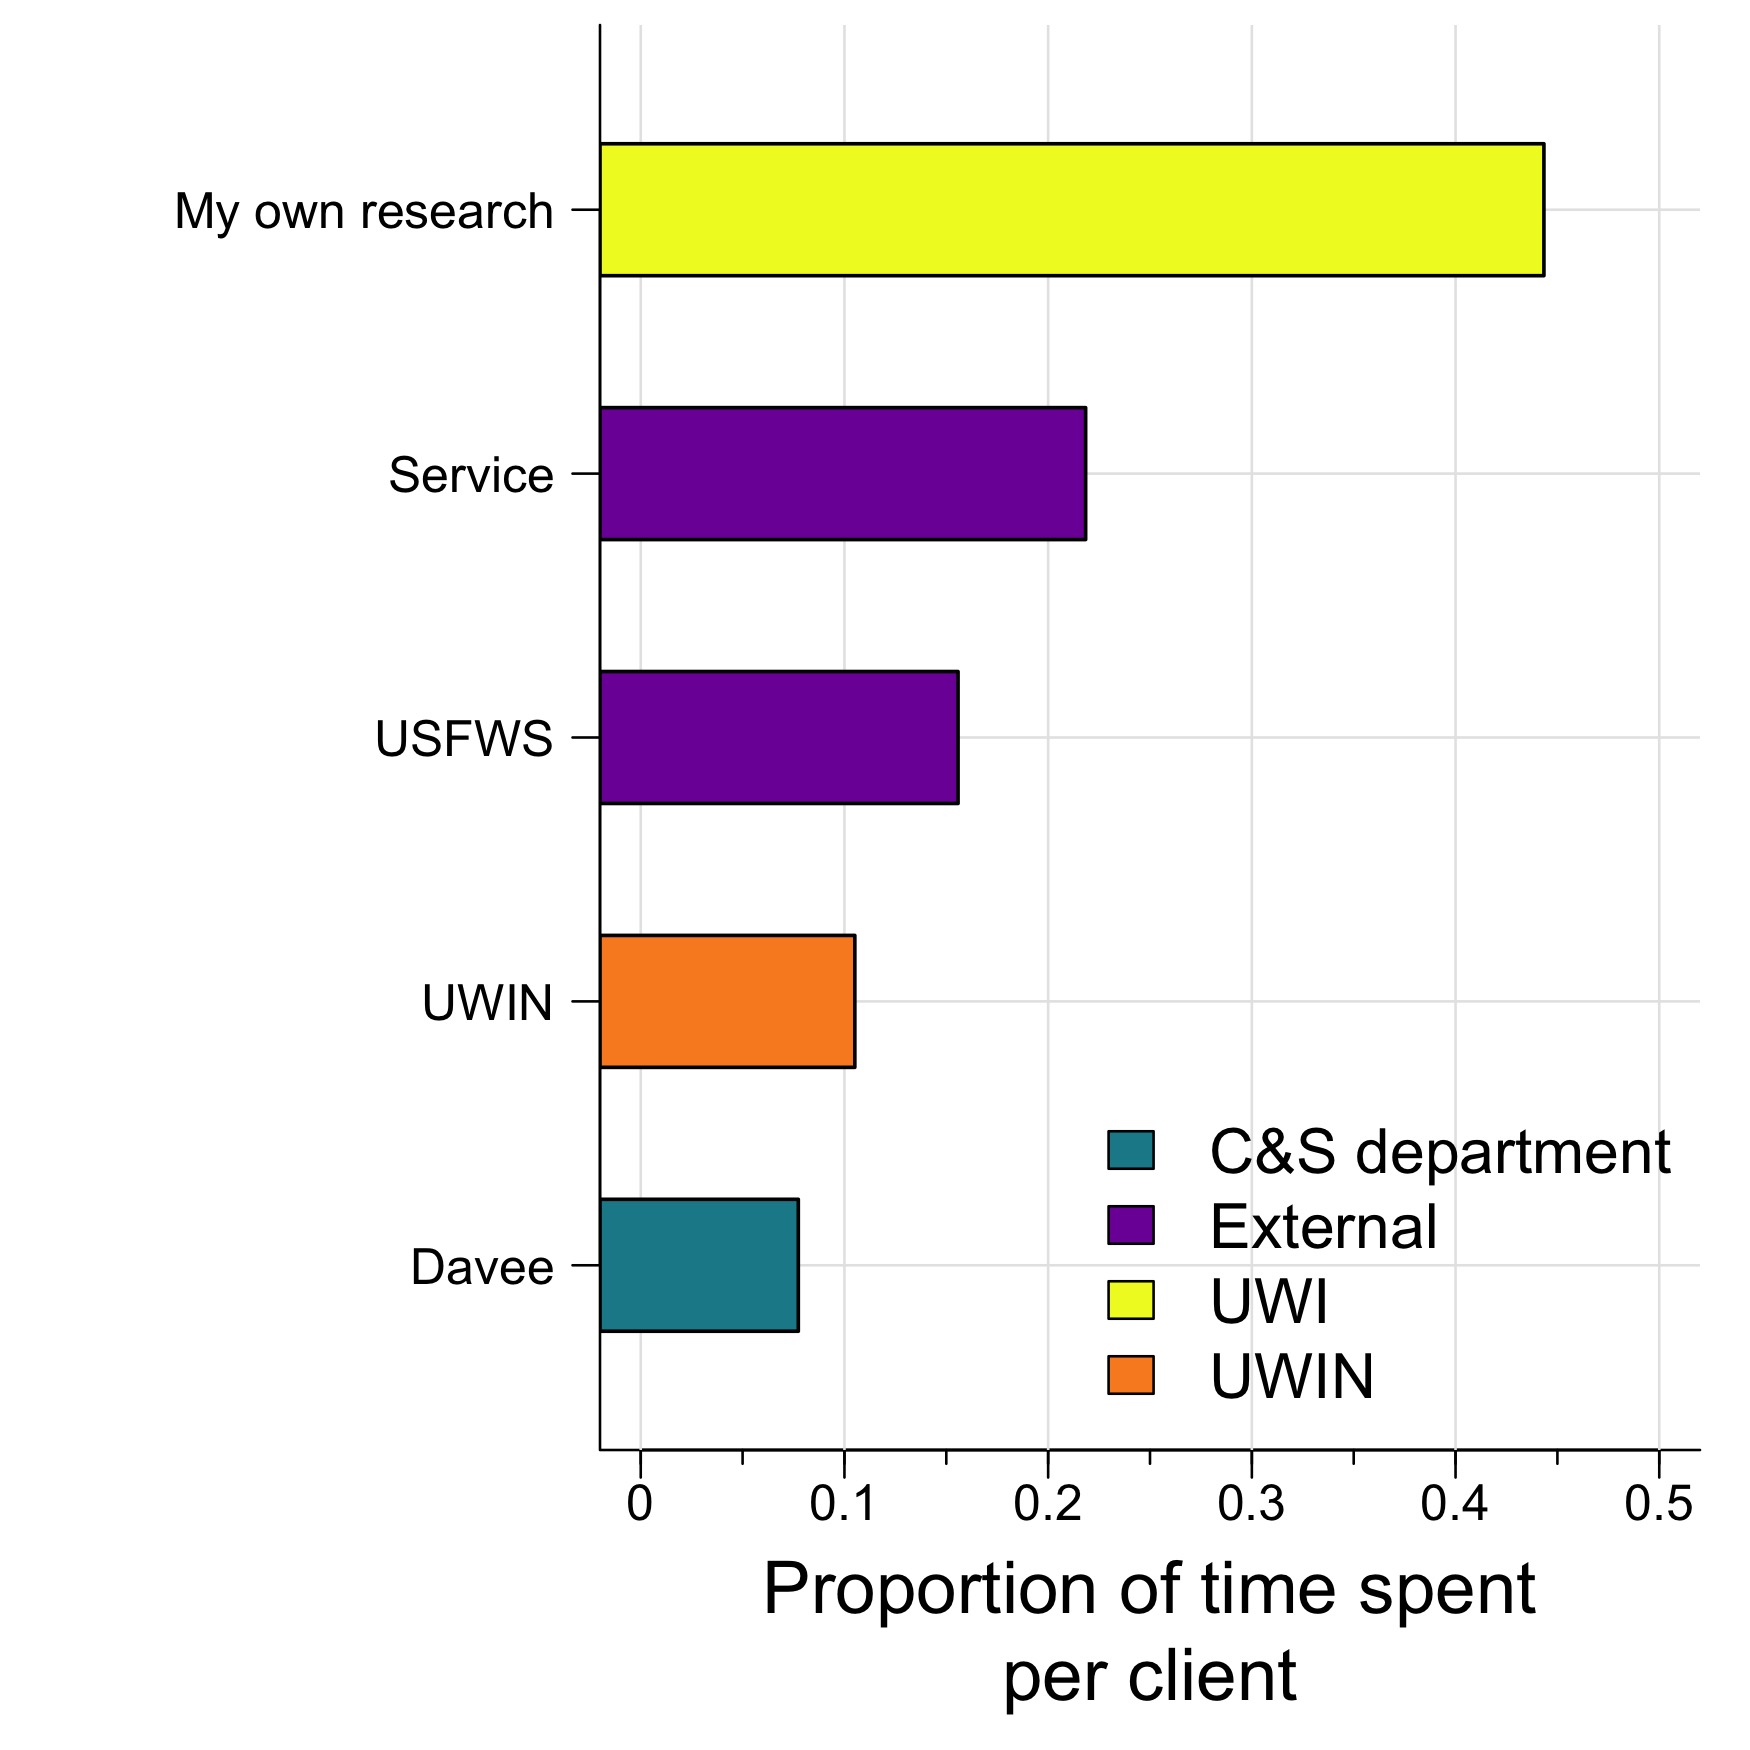 My own research
Service
USFWS
UWIN
Davee
C&S department
External
UWI
UWIN
0 0.1 0.2 0.3 0.4 0.5
Proportion of time spent
per client